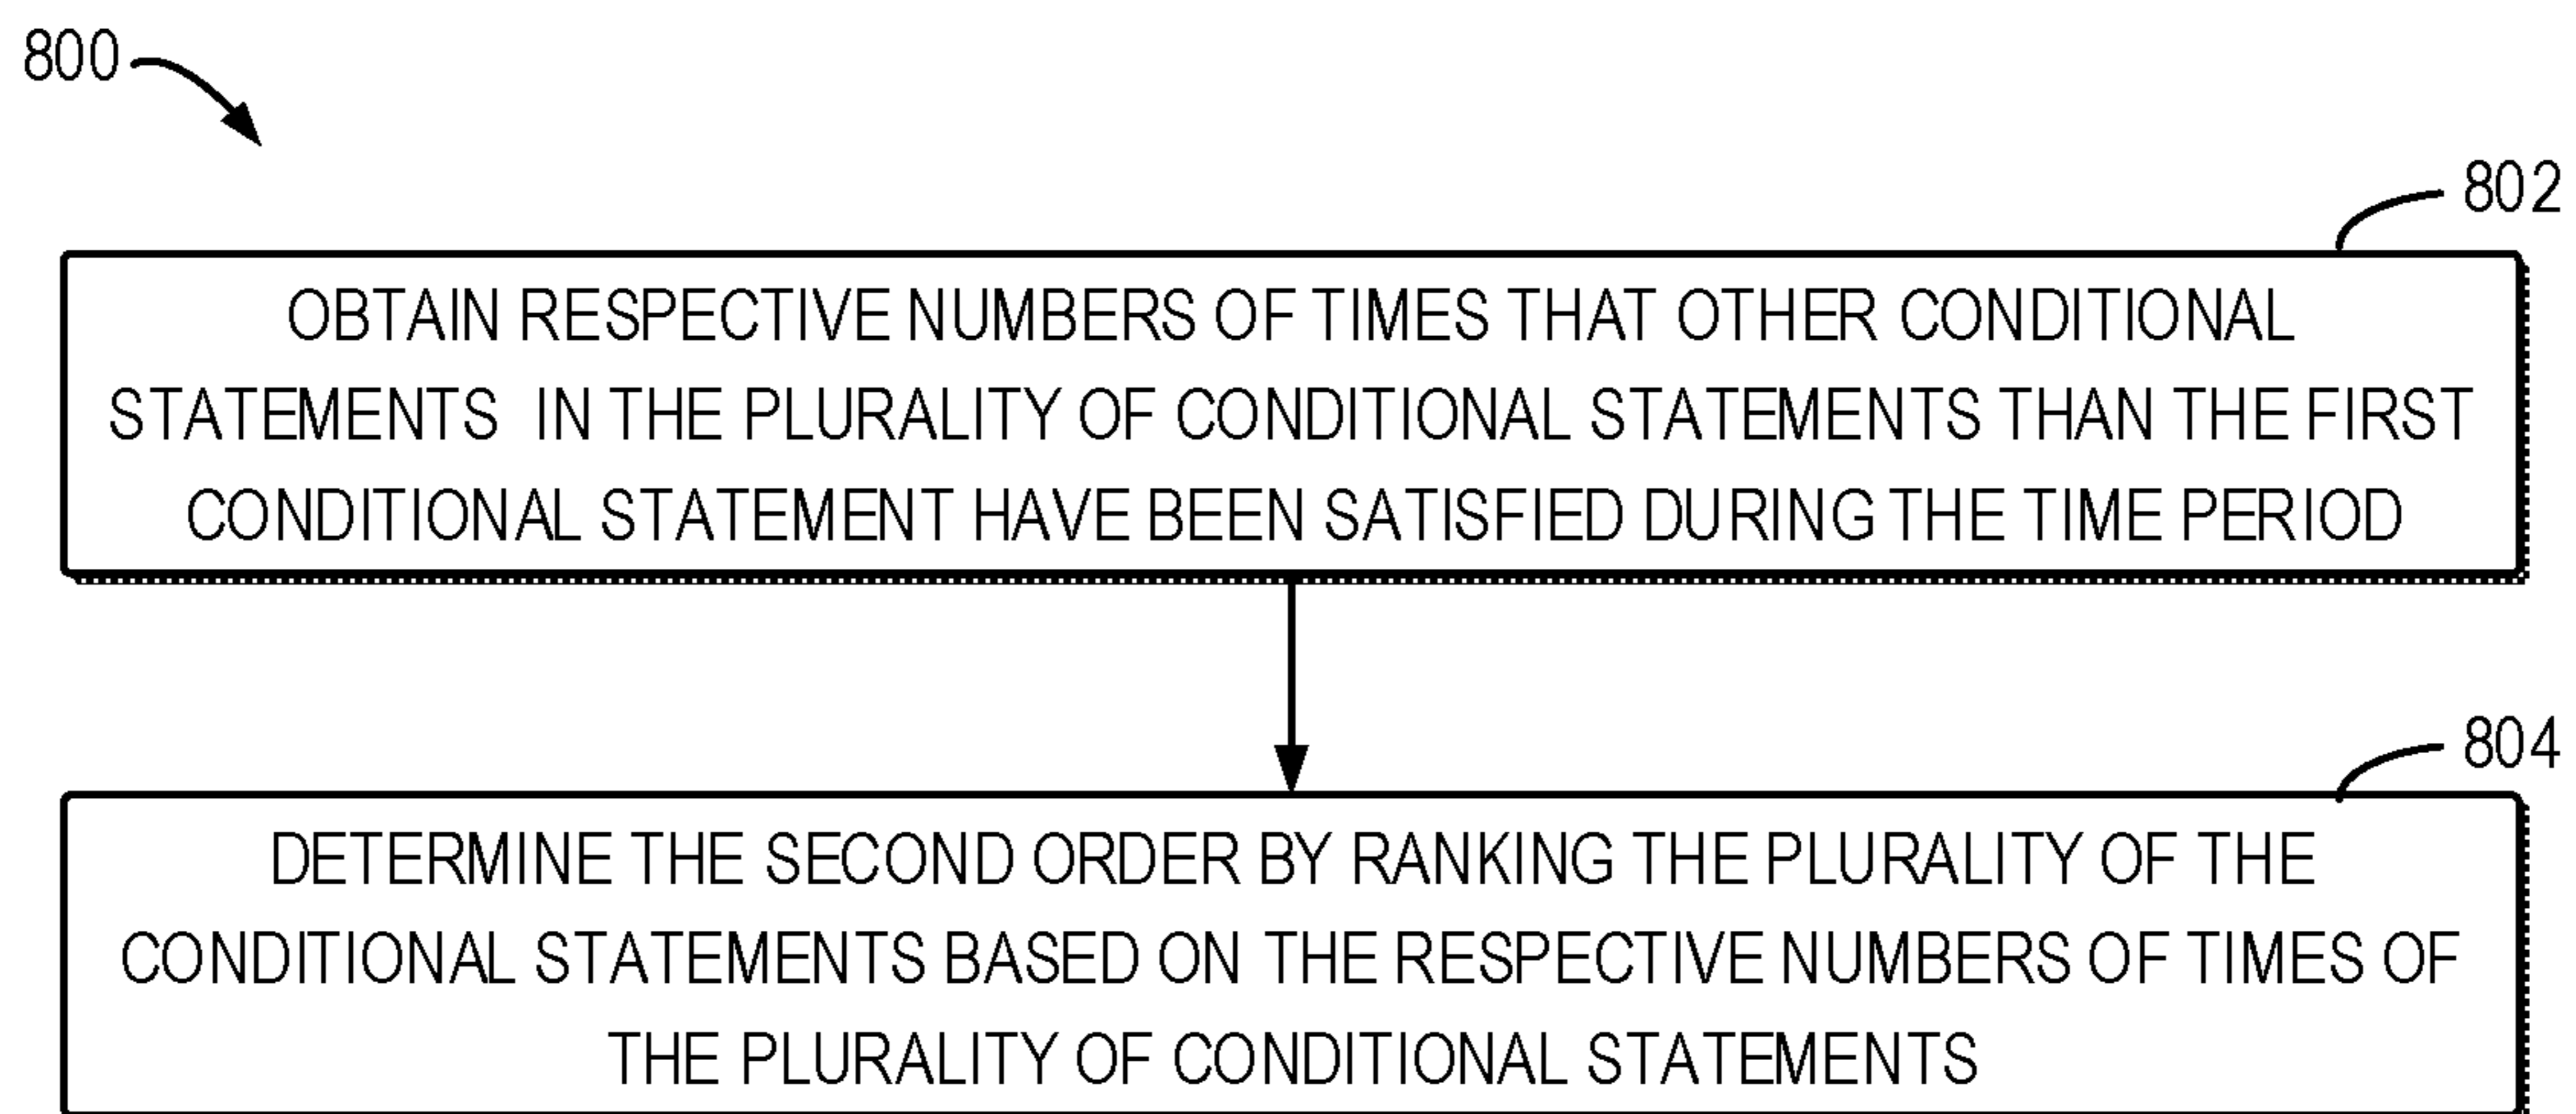 800
802
OBTAIN RESPECTIVE NUMBERS OF TIMES THAT OTHER CONDITIONAL
STATEMENTS IN THE PLURALITY OF CONDITIONAL STATEMENTS THAN THE FIRST
CONDITIONAL STATEMENT HAVE BEEN SATISFIED DURING THE TIME PERIOD
804
DETERMINE THE SECOND ORDER BY RANKING THE PLURALITY OF THE
CONDITIONAL STATEMENTS BASED ON THE RESPECTIVE NUMBERS OF TIMES OF
THE PLURALITY OF CONDITIONAL STATEMENTS